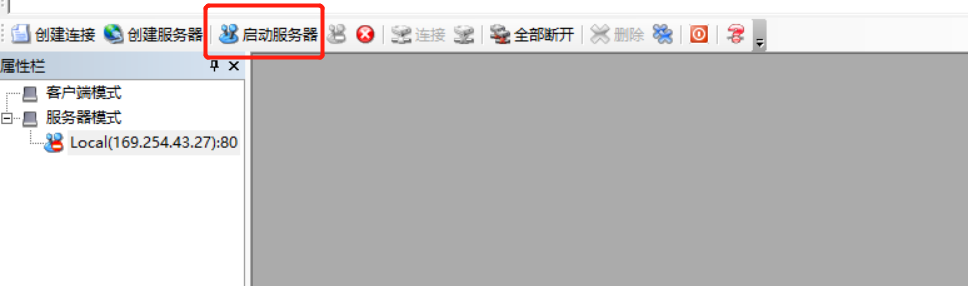 创建连接 创建服务器 启动服务器 连接 全部断开 删除
属性栏
客户端模式
服务器模式
Local(169.254.43.27):80